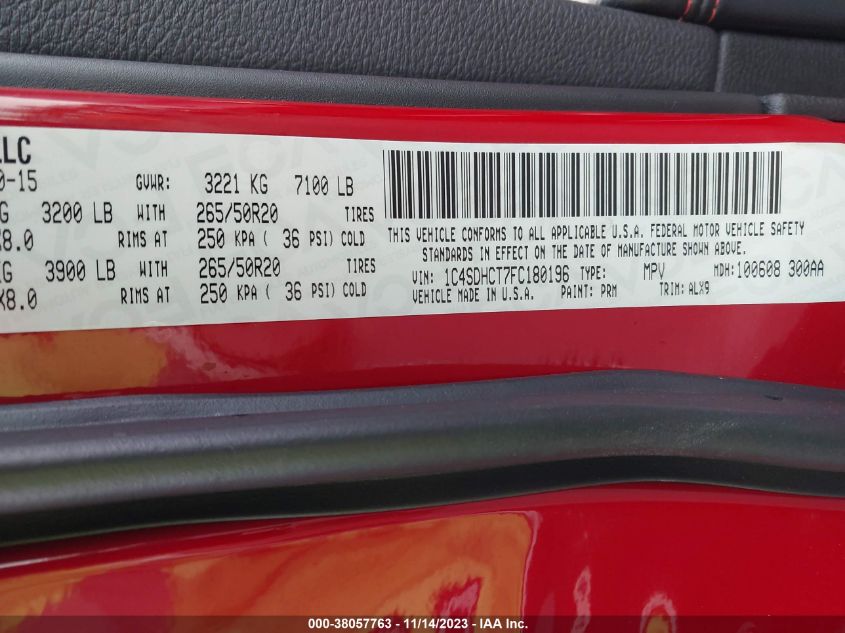 LLC
0-15 GVWR: 3221 KG 7100 LB
G 3200 LB WITH 265/50R20 TIRES
X8.0 RIMS AT 250 KPA ( 36 PSI) COLD
KG 3900 LB WITH 265/50R20 TIRES
X8.0 RIMS AT 250 KPA ( 36 PSI) COLD
THIS VEHICLE CONFORMS TO ALL APPLICABLE U.S.A. FEDERAL MOTOR VEHICLE SAFETY
STANDARDS IN EFFECT ON THE DATE OF MANUFACTURE SHOWN ABOVE.
VIN: 1C4SDHCT7FC180196 TYPE: MPV MDH: 100608 300AA
VEHICLE MADE IN U.S.A. PAINT: PRM TRIM: ALX9
000-38057763 - 11/14/2023 - IAA Inc.